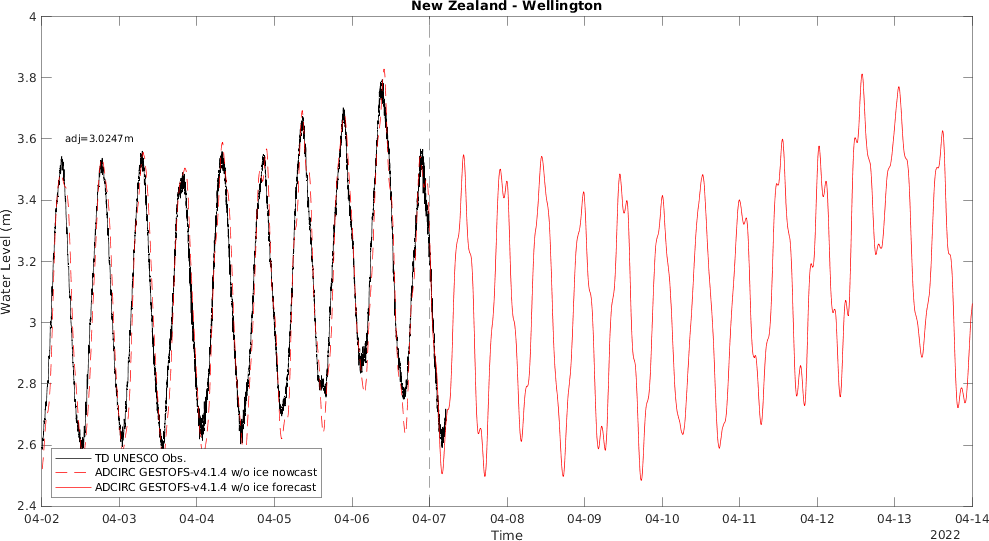 New Zealand - Wellington
4
3.8
3.6
3.4
3.2
3
2.8
2.6
2.4
Water Level (m)
adj=3.0247m
TD UNESCO Obs.
ADCIRC GESTOFS-v4.1.4 w/o ice nowcast
ADCIRC GESTOFS-v4.1.4 w/o ice forecast
04-02 04-03 04-04 04-05 04-06 04-07 04-08 04-09 04-10 04-11 04-12 04-13 04-14
Time
2022